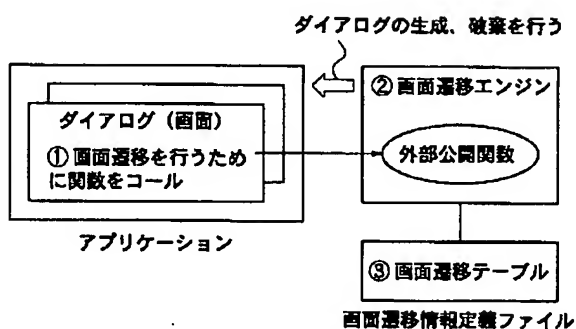 ダイアログの生成、破棄を行う
②画面遷移エンジン
ダイアログ（画面）
①画面遷移を行うため
に関数をコール
外部公開関数
アプリケーション
③画面遷移テーブル
画面遷移情報定義ファイル